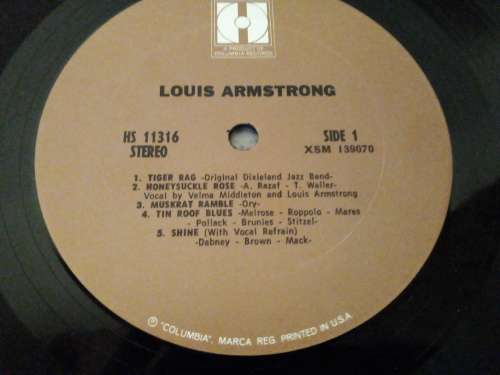 H
A PRODUCT OF
COLUMBIA RECORDS
LOUIS ARMSTRONG
HS 11316
STEREO
SIDE 1
XSM 139070
1. TIGER RAG -Original Dixieland Jazz Band-
2. HONEYSUCKLE ROSE -A. Razaf - T. Waller-
Vocal by Velma Middleton and Louis Armstrong
3. MUSKRAT RAMBLE -Ory-
4. TIN ROOF BLUES -Melrose - Roppolo - Mares
- Pollack - Brunies - Stitzel-
5. SHINE (With Vocal Refrain)
-Dabney - Brown - Mack-
Ⓟ "COLUMBIA", MARCA REG. PRINTED IN U.S.A.